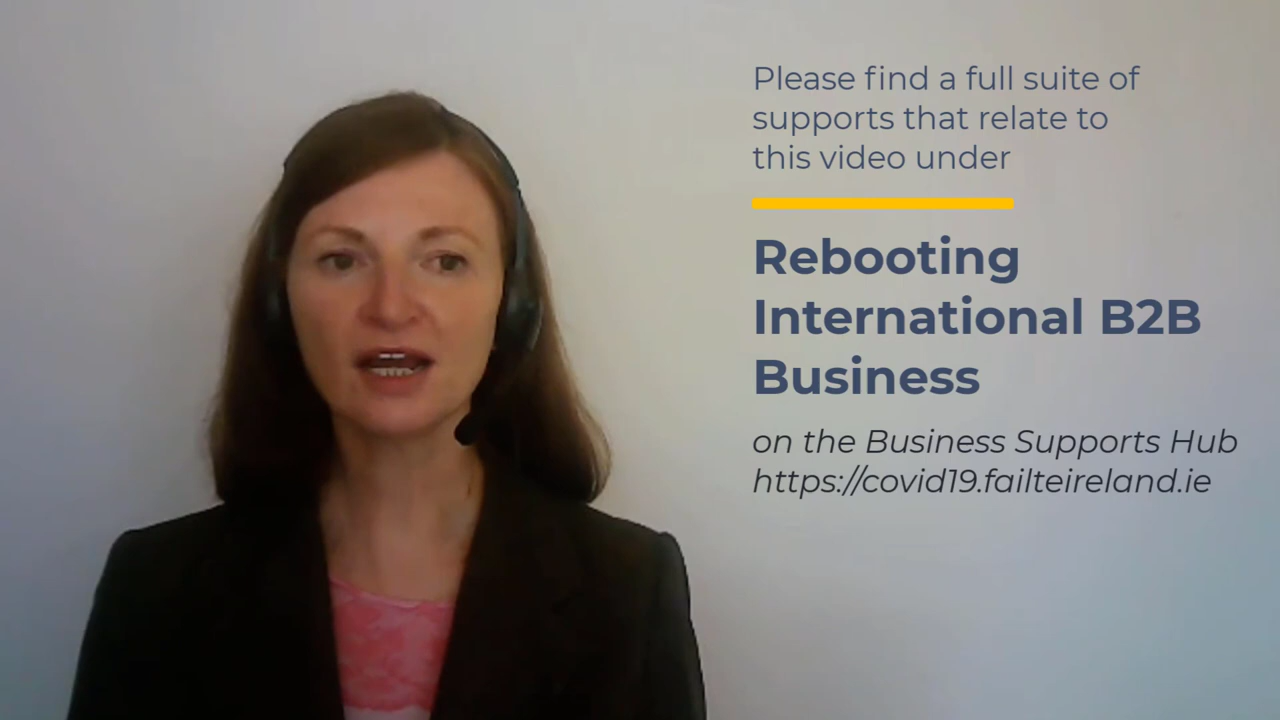 Please find a full suite of
supports that relate to
this video under
Rebooting
International B2B
Business
on the Business Supports Hub
https://covid19.failteireland.ie